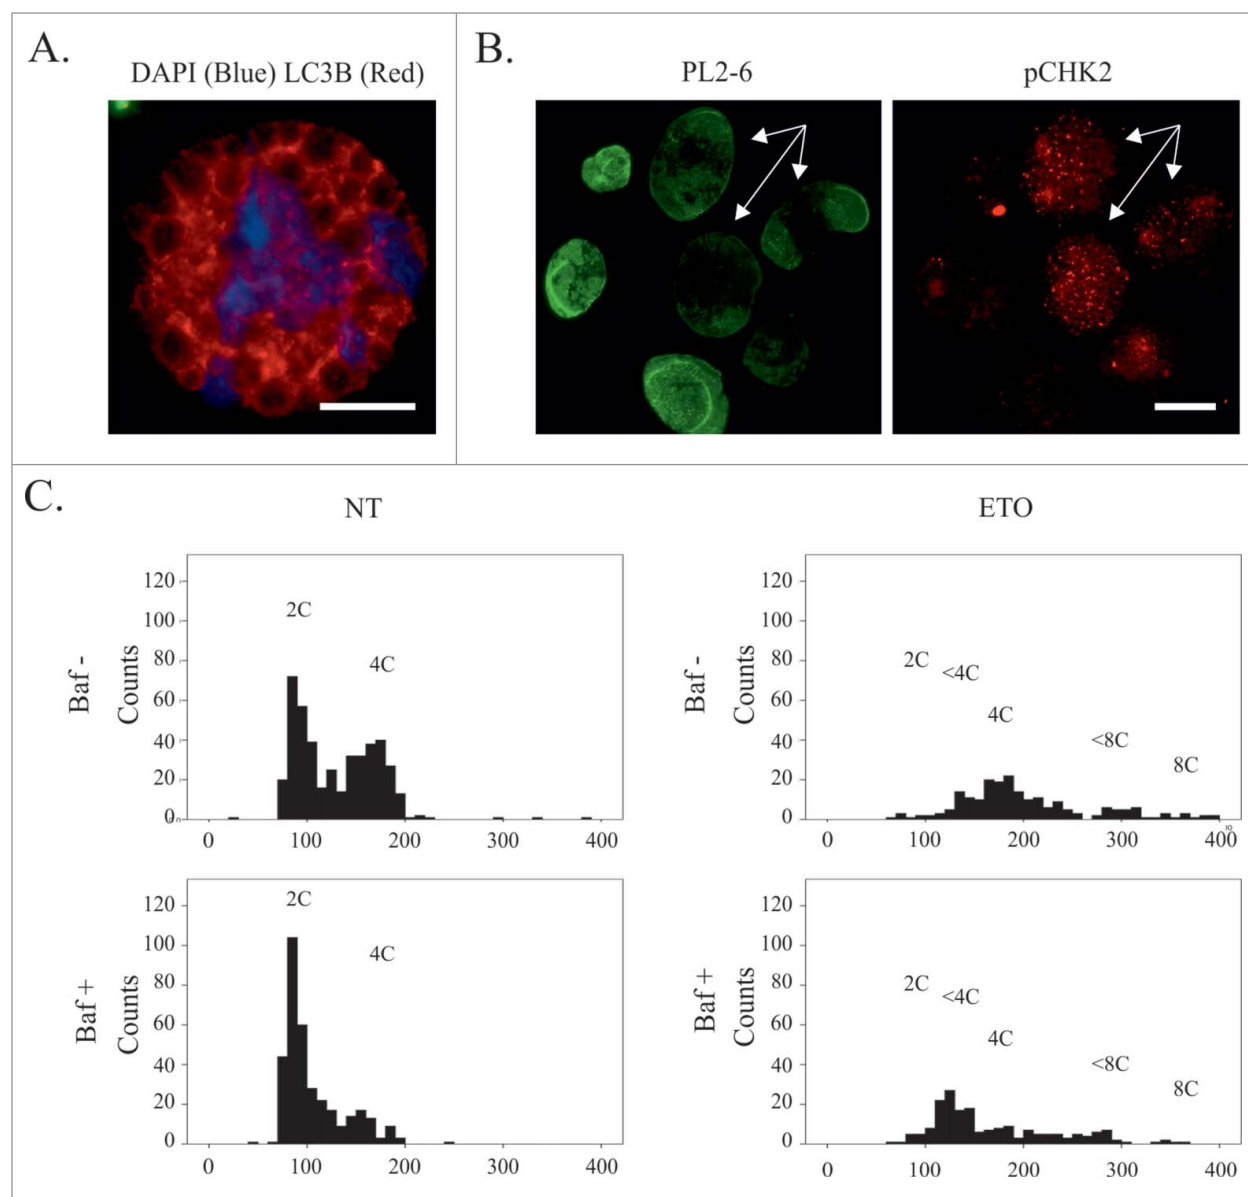 A.
DAPI (Blue) LC3B (Red)
B.
PL2-6
pCHK2
C.
NT
ETO
Baf -
Counts
120
100
80
60
40
20
0
2C
4C
0 100 200 300 400
Baf -
Counts
120
100
80
60
40
20
0
2C
<4C
4C
<8C
8C
0 100 200 300 400
Baf +
Counts
120
100
80
60
40
20
0
2C
4C
0 100 200 300 400
Baf +
Counts
120
100
80
60
40
20
0
2C
<4C
4C
<8C
8C
0 100 200 300 400